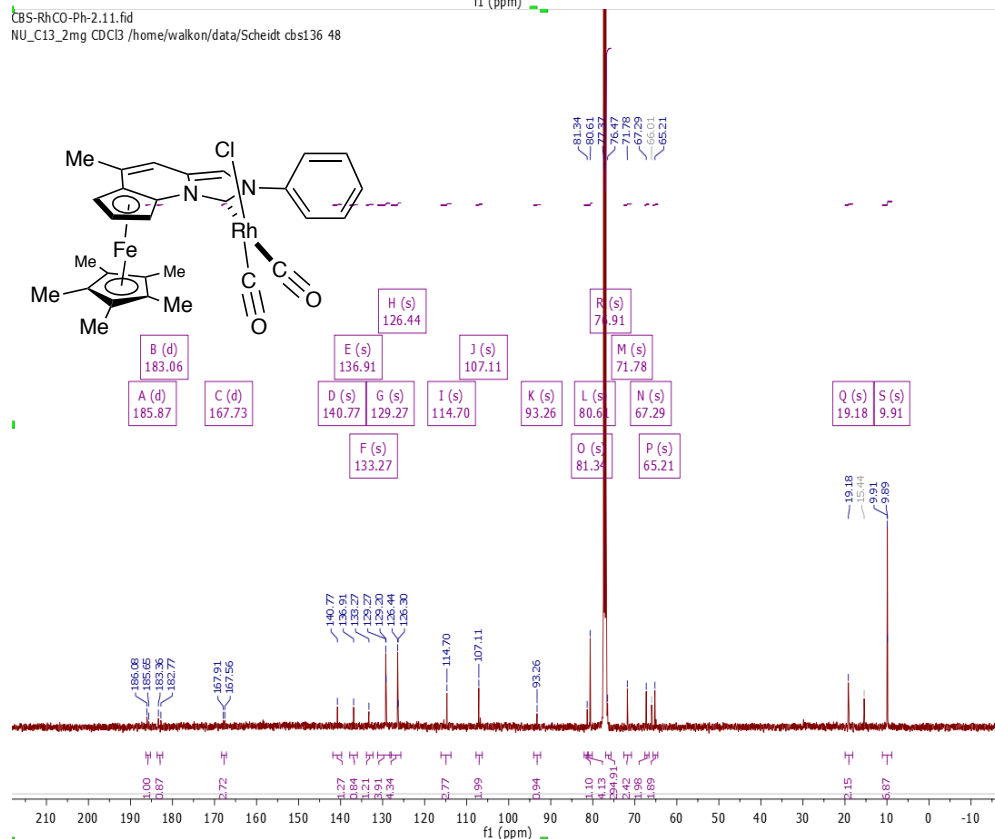 f1 (ppm)
CBS-RhCO-Ph-2.11.fid
NU_C13_2mg CDCl3 /home/walkon/data/Scheidt cbs136 48
81.34
80.61
77.37
76.47
71.78
67.29
66.01
65.21
Me
Cl
N
N
Rh
Fe
C
C
O
O
Me
Me
Me
Me
Me
H (s)
126.44
R (s)
76.91
B (d)
183.06
E (s)
136.91
J (s)
107.11
M (s)
71.78
A (d)
185.87
C (d)
167.73
D (s)
140.77
G (s)
129.27
I (s)
114.70
K (s)
93.26
L (s)
80.61
N (s)
67.29
Q (s)
19.18
S (s)
9.91
F (s)
133.27
O (s)
81.34
P (s)
65.21
19.18
15.44
9.91
9.89
186.08
185.65
183.36
182.77
167.91
167.56
140.77
136.91
133.27
129.27
129.20
126.44
126.30
114.70
107.11
93.26
1.00
0.87
2.72
1.27
0.84
1.21
3.91
4.34
2.77
1.99
0.94
1.10
4.13
294.91
2.42
1.98
1.89
2.15
6.87
210 200 190 180 170 160 150 140 130 120 110 100 90 80 70 60 50 40 30 20 10 0 -10
f1 (ppm)